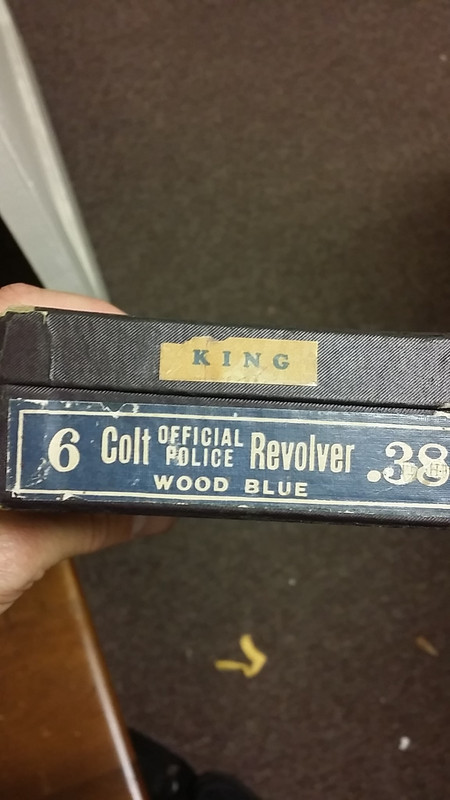 KING
6 Colt OFFICIAL POLICE Revolver .38
WOOD BLUE